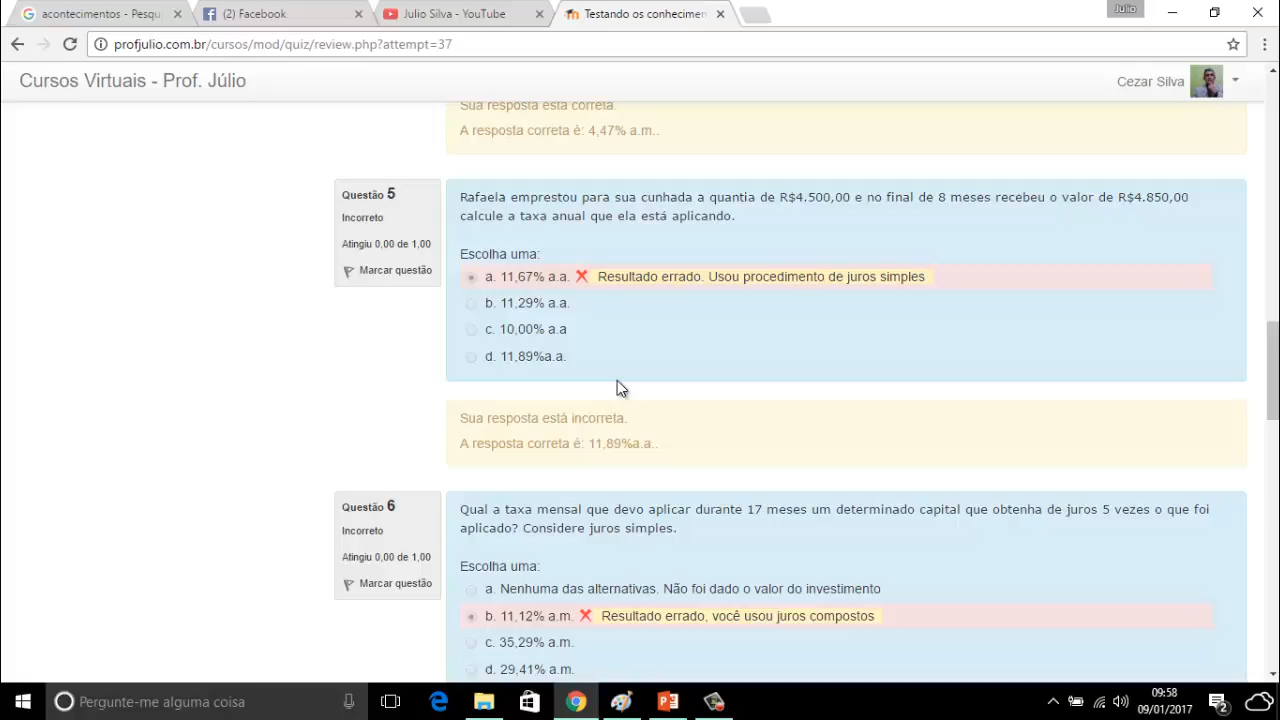 acontecimentos - Pesqu
(2) Facebook
Julio Silva - YouTube
Testando os conhecimen
Julio
profjulio.com.br/cursos/mod/quiz/review.php?attempt=37
Cursos Virtuais - Prof. Júlio
Cezar Silva
Sua resposta está correta.
A resposta correta é: 4,47% a.m..
Questão 5
Incorreto
Atingiu 0,00 de 1,00
Marcar questão
Rafaela emprestou para sua cunhada a quantia de R$4.500,00 e no final de 8 meses recebeu o valor de R$4.850,00
calcule a taxa anual que ela está aplicando.
Escolha uma:
a. 11,67% a.a. Resultado errado. Usou procedimento de juros simples
b. 11,29% a.a.
c. 10,00% a.a
d. 11,89%a.a.
Sua resposta está incorreta.
A resposta correta é: 11,89%a.a..
Questão 6
Incorreto
Atingiu 0,00 de 1,00
Marcar questão
Qual a taxa mensal que devo aplicar durante 17 meses um determinado capital que obtenha de juros 5 vezes o que foi
aplicado? Considere juros simples.
Escolha uma:
a. Nenhuma das alternativas. Não foi dado o valor do investimento
b. 11,12% a.m. Resultado errado, você usou juros compostos
c. 35,29% a.m.
d. 29,41% a.m.
Pergunte-me alguma coisa
09:58
09/01/2017
2